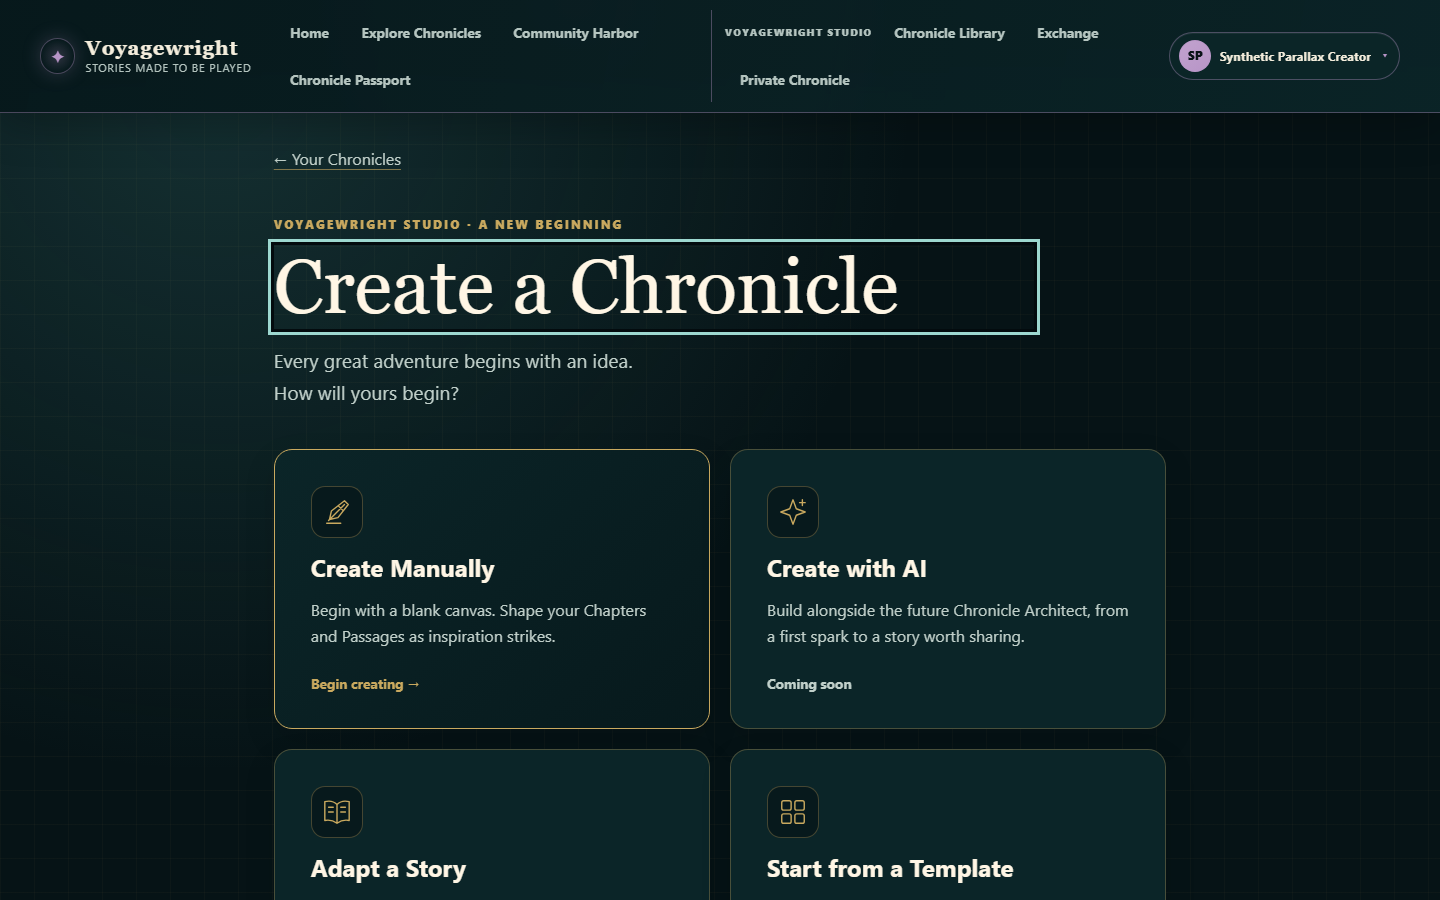 Voyagewright
STORIES MADE TO BE PLAYED
Home
Explore Chronicles
Community Harbor
Chronicle Passport
VOYAGEWRIGHT STUDIO
Chronicle Library
Exchange
Private Chronicle
SP
Synthetic Parallax Creator
← Your Chronicles
VOYAGEWRIGHT STUDIO · A NEW BEGINNING
Create a Chronicle
Every great adventure begins with an idea.
How will yours begin?
Create Manually
Begin with a blank canvas. Shape your Chapters
and Passages as inspiration strikes.
Begin creating →
Create with AI
Build alongside the future Chronicle Architect, from
a first spark to a story worth sharing.
Coming soon
Adapt a Story
Start from a Template